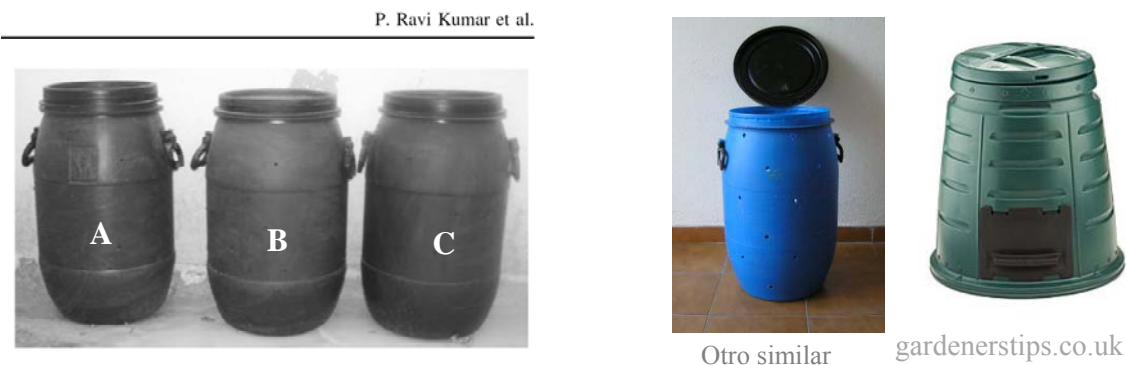 P. Ravi Kumar et al.
A B C
Otro similar
gardenerstips.co.uk